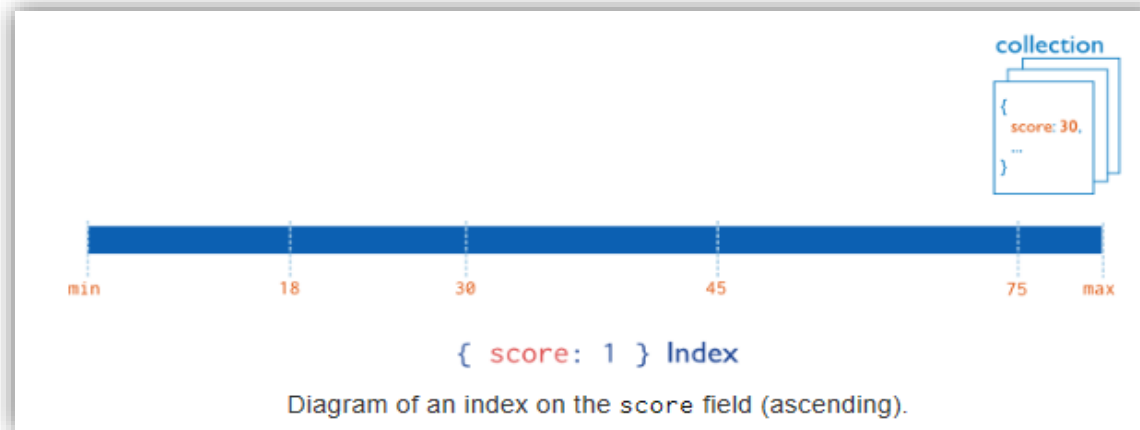 collection
{
score: 30,
...
}
min 18 30 45 75 max
{ score: 1 } Index
Diagram of an index on the score field (ascending).